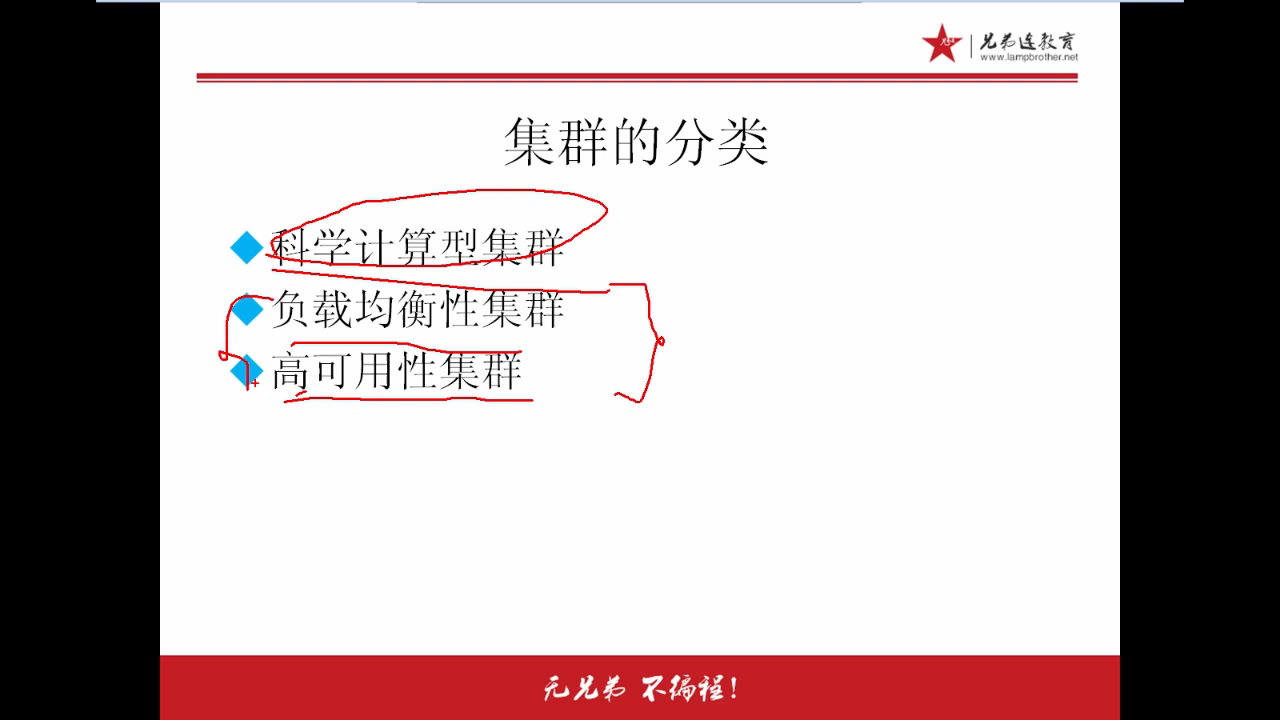 兄弟连教育
www.lampbrother.net
集群的分类
科学计算型集群
负载均衡性集群
高可用性集群
无兄弟 不编程！